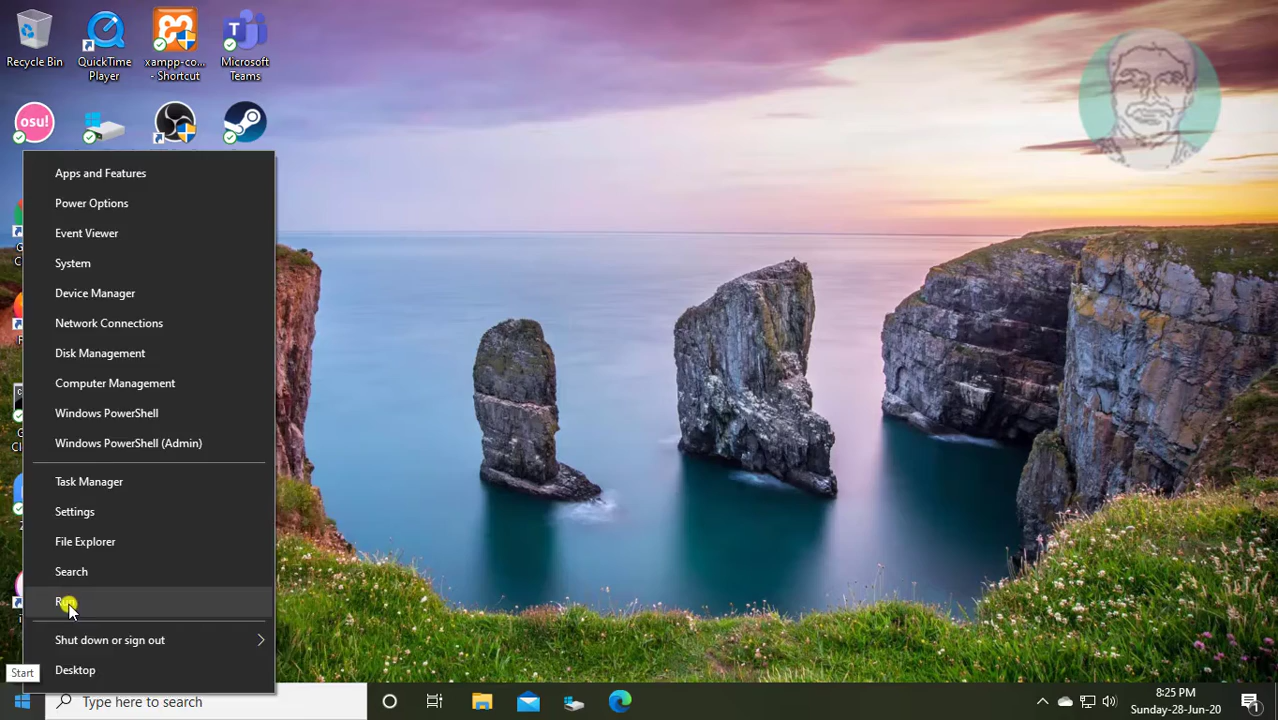 Recycle Bin
QuickTime
Player
xampp-co...
- Shortcut
Microsoft
Teams
osu!
Apps and Features
Power Options
Event Viewer
System
Device Manager
Network Connections
Disk Management
Computer Management
Windows PowerShell
Windows PowerShell (Admin)
Task Manager
Settings
File Explorer
Search
Shut down or sign out
Desktop
Start
Type here to search
8:25 PM
Sunday-28-Jun-20
1